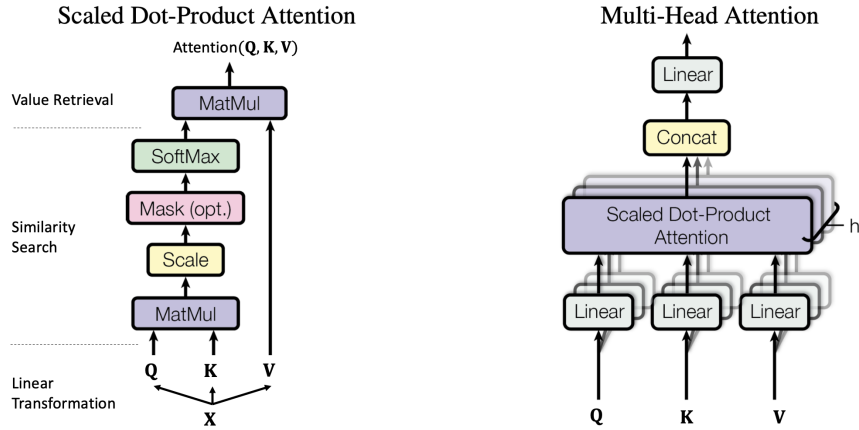 Scaled Dot-Product Attention
Attention(Q, K, V)
Value Retrieval
MatMul
SoftMax
Mask (opt.)
Similarity
Search
Scale
MatMul
Q K V
Linear
Transformation
X
Multi-Head Attention
Linear
Concat
Scaled Dot-Product
Attention
h
Linear Linear Linear
Q K V